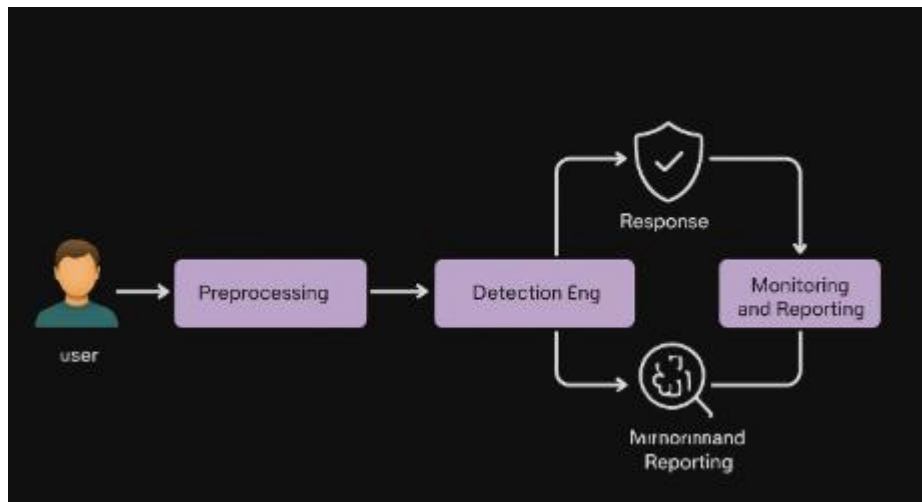 user
Preprocessing
Detection Eng
Response
Monitoring
and Reporting
Reporting